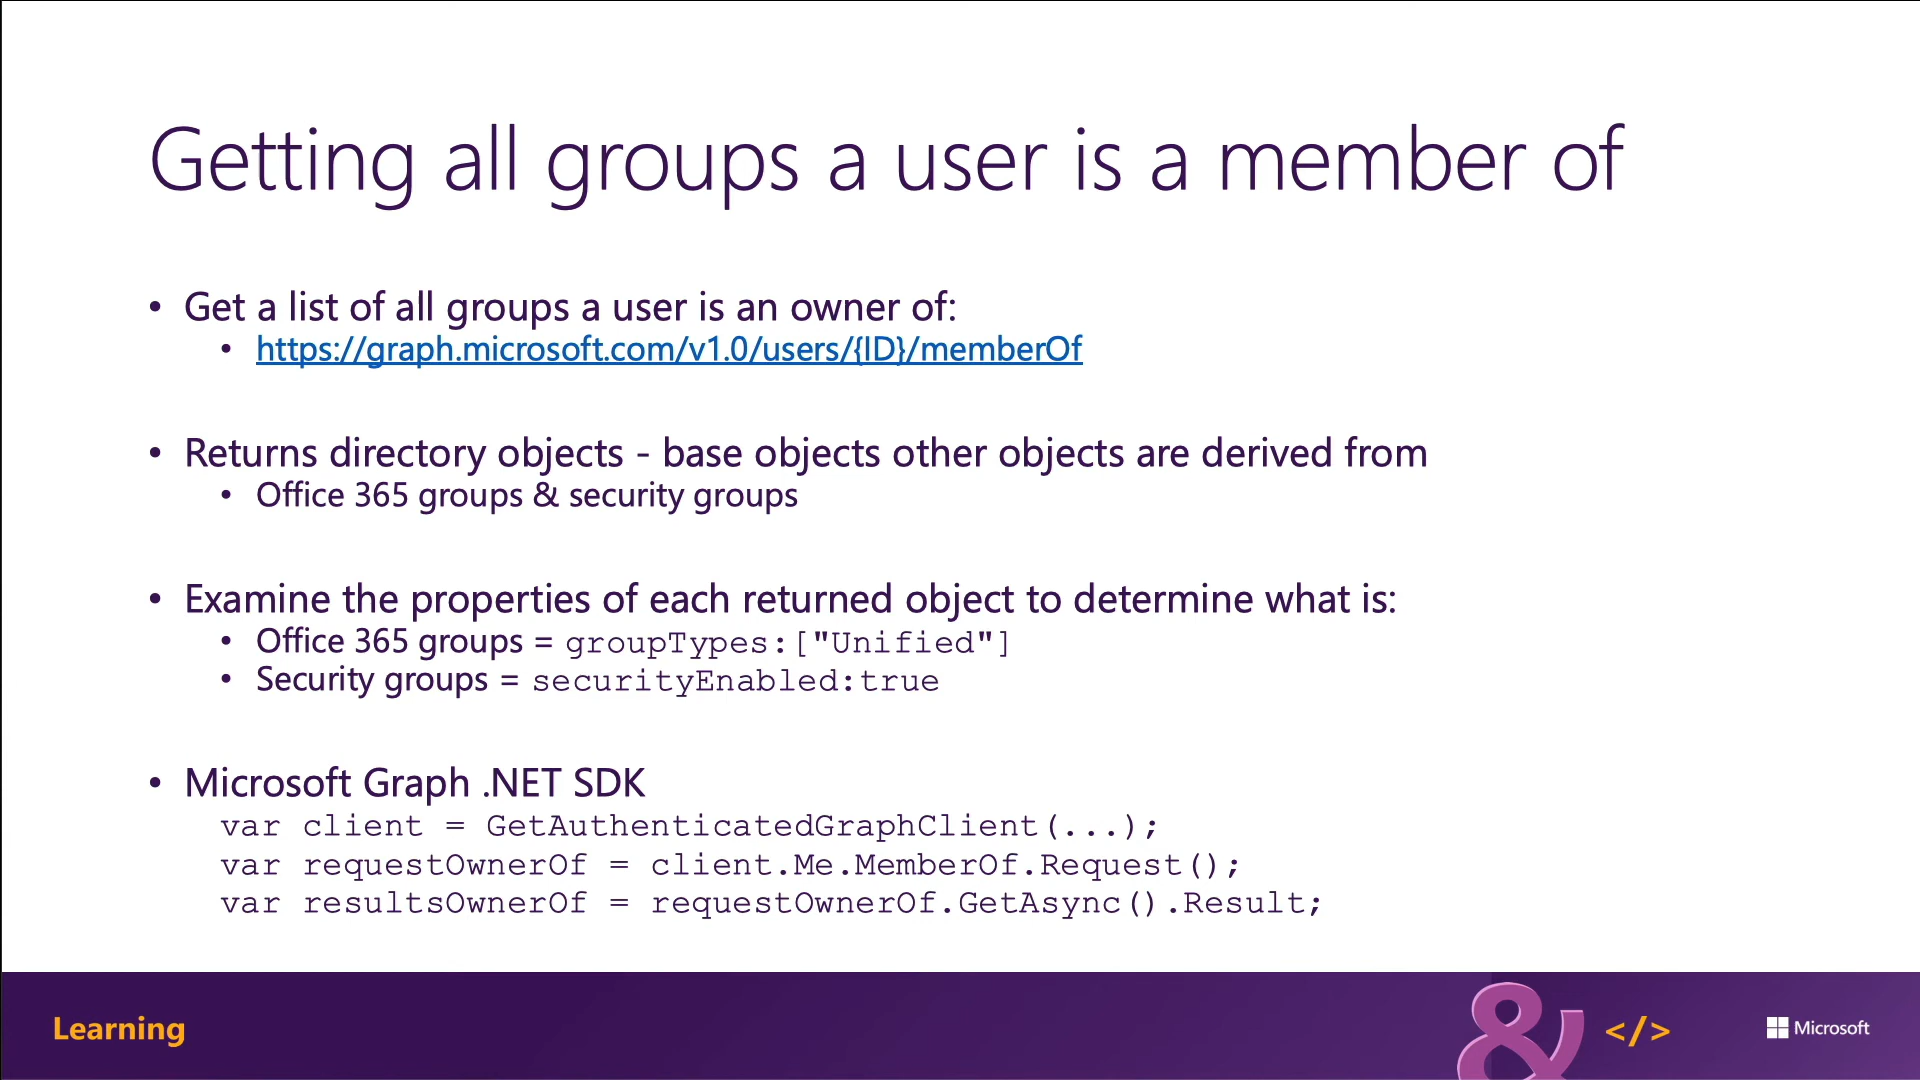 Getting all groups a user is a member of
• Get a list of all groups a user is an owner of:
• https://graph.microsoft.com/v1.0/users/{ID}/memberOf
• Returns directory objects - base objects other objects are derived from
• Office 365 groups & security groups
• Examine the properties of each returned object to determine what is:
• Office 365 groups = groupTypes:["Unified"]
• Security groups = securityEnabled:true
• Microsoft Graph .NET SDK
var client = GetAuthenticatedGraphClient(...);
var requestOwnerOf = client.Me.MemberOf.Request();
var resultsOwnerOf = requestOwnerOf.GetAsync().Result;
Learning & </> Microsoft